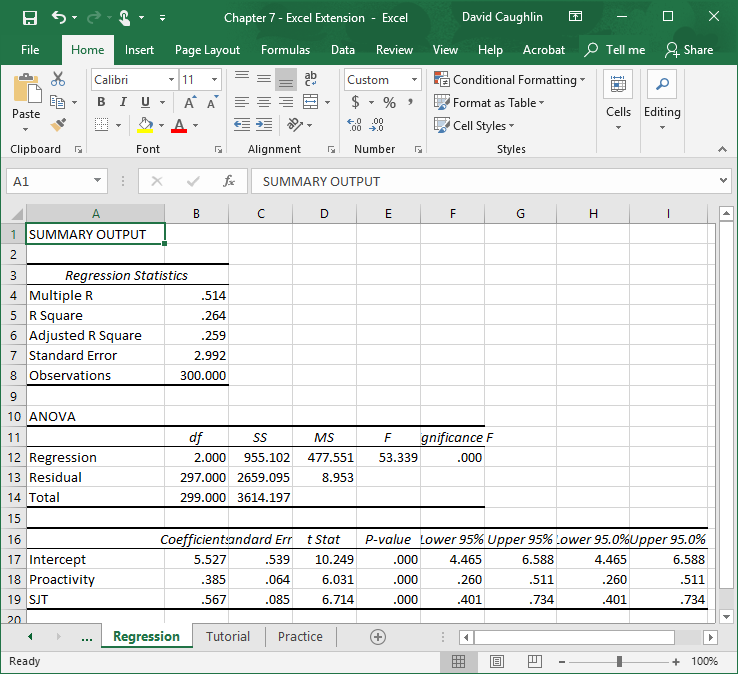 Chapter 7 - Excel Extension - Excel David Caughlin
File Home Insert Page Layout Formulas Data Review View Help Acrobat Tell me Share
Paste
Clipboard
Calibri 11
B I U A A
A
Font
ab
c
Alignment
Custom
$ % ,
←.0 .00
.00 →.0
Number
Conditional Formatting
Format as Table
Cell Styles
Styles
Cells
Editing
A1 fx SUMMARY OUTPUT
A B C D E F G H I
1 SUMMARY OUTPUT
2
3 Regression Statistics
4 Multiple R .514
5 R Square .264
6 Adjusted R Square .259
7 Standard Error 2.992
8 Observations 300.000
9
10 ANOVA
11 df SS MS F gnificance F
12 Regression 2.000 955.102 477.551 53.339 .000
13 Residual 297.000 2659.095 8.953
14 Total 299.000 3614.197
15
16 Coefficients andard Err t Stat P-value Lower 95% Upper 95% Lower 95.0% Upper 95.0%
17 Intercept 5.527 .539 10.249 .000 4.465 6.588 4.465 6.588
18 Proactivity .385 .064 6.031 .000 .260 .511 .260 .511
19 SJT .567 .085 6.714 .000 .401 .734 .401 .734
20
... Regression Tutorial Practice
Ready 100%